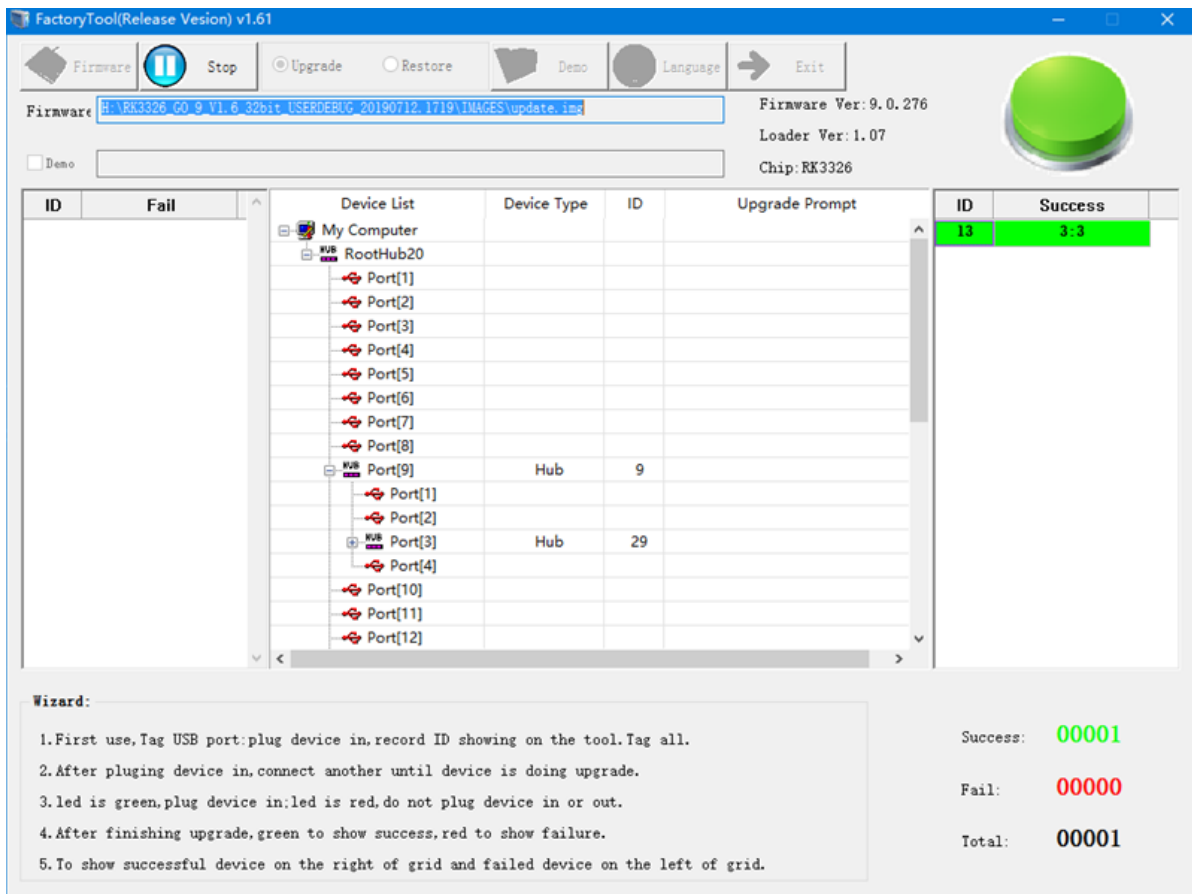 FactoryTool(Release Vesion) v1.61
Firmware Stop Upgrade Restore Demo Language Exit
Firmware H:\RK3326_GO_9_V1.6_32bit_USERDEBUG_20190712.1719\IMAGES\update.img
Firmware Ver:9.0.276
Loader Ver:1.07
Demo
Chip:RK3326
ID Fail
Device List Device Type ID Upgrade Prompt
ID Success
My Computer
13 3:3
RootHub20
Port[1]
Port[2]
Port[3]
Port[4]
Port[5]
Port[6]
Port[7]
Port[8]
HUB Port[9] Hub 9
Port[1]
Port[2]
HUB Port[3] Hub 29
Port[4]
Port[10]
Port[11]
Port[12]
Wizard:
1.First use,Tag USB port:plug device in,record ID showing on the tool.Tag all.
2.After pluging device in,connect another until device is doing upgrade.
3.led is green,plug device in;led is red,do not plug device in or out.
4.After finishing upgrade,green to show success,red to show failure.
5.To show successful device on the right of grid and failed device on the left of grid.
Success: 00001
Fail: 00000
Total: 00001